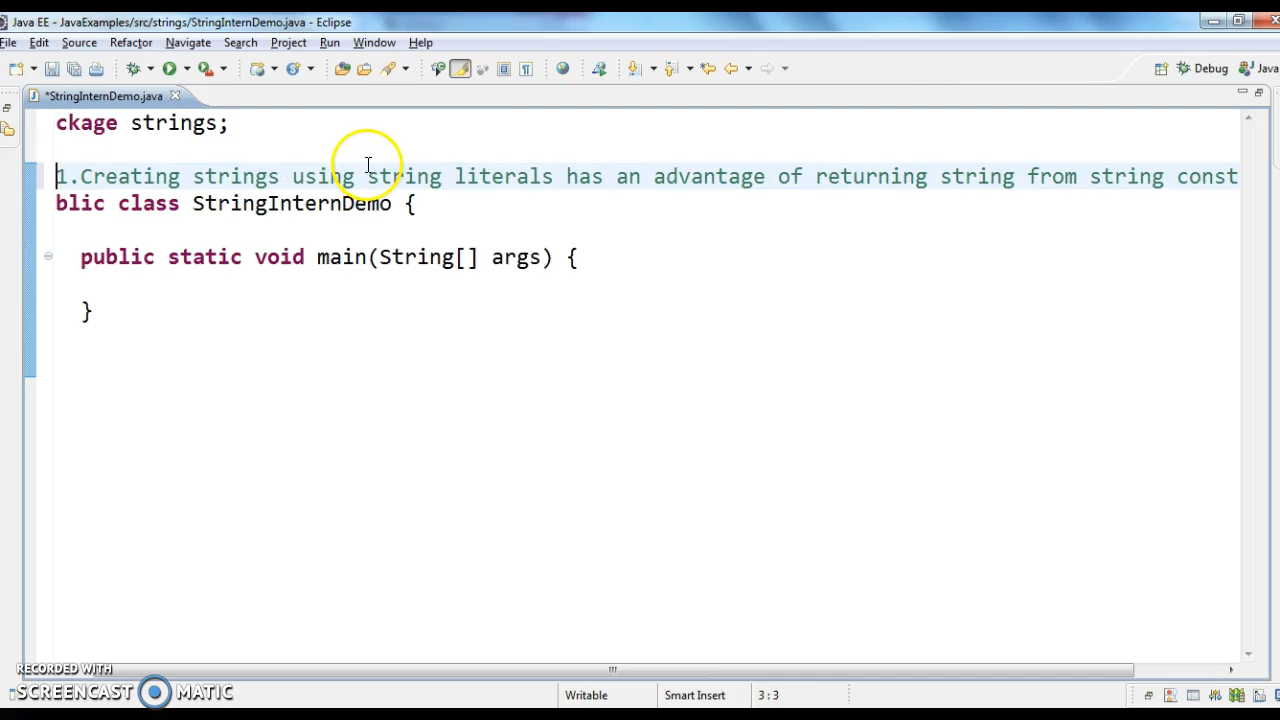 Java EE - JavaExamples/src/strings/StringInternDemo.java - Eclipse
File Edit Source Refactor Navigate Search Project Run Window Help
Debug Java
*StringInternDemo.java
ckage strings;
1.Creating strings using string literals has an advantage of returning string from string const
blic class StringInternDemo {
public static void main(String[] args) {
}
RECORDED WITH
SCREENCAST MATIC
Writable Smart Insert 3 : 3